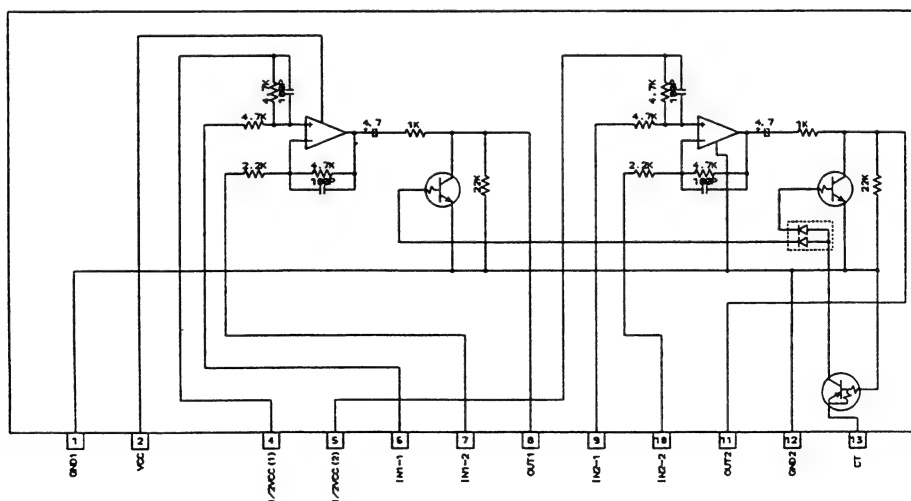 4.7K
100P
4.7K
+
4.7
1K
2.2K
4.7K
100P
22K
4.7K
100P
4.7K
+
4.7
1K
2.2K
4.7K
100P
22K
1
2
4
5
6
7
8
9
10
11
12
13
GND1
VCC
1/2VCC(1)
1/2VCC(2)
IN1-1
IN1-2
OUT1
IN2-1
IN2-2
OUT2
GND2
CT